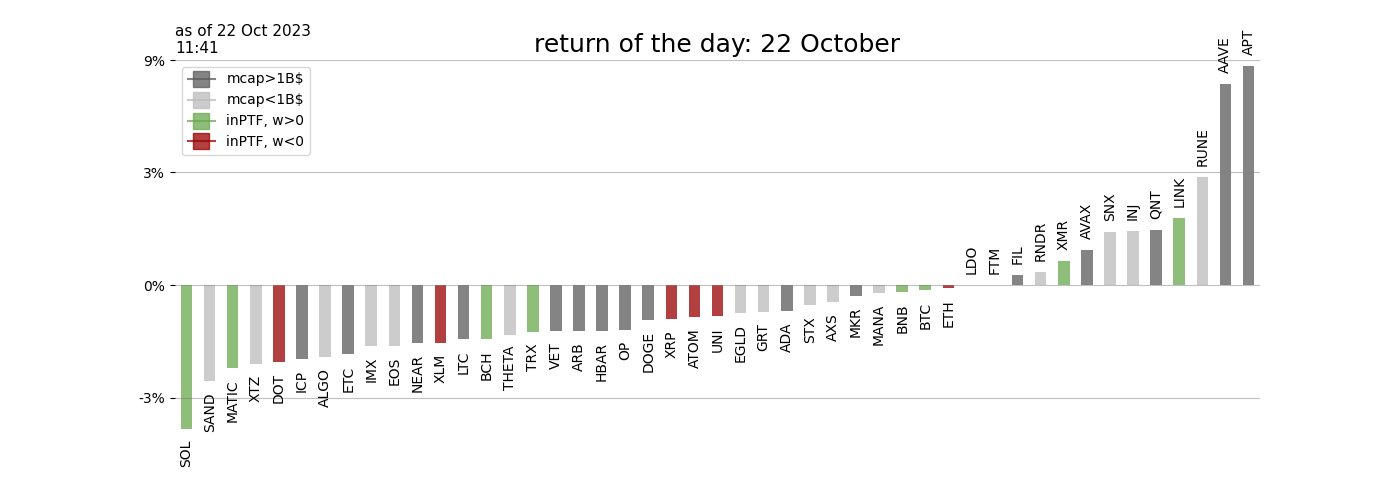 as of 22 Oct 2023
11:41
return of the day: 22 October
9%
3%
0%
-3%
mcap>1B$
mcap<1B$
inPTF, w>0
inPTF, w<0
SOL
SAND
MATIC
XTZ
DOT
ICP
ALGO
ETC
IMX
EOS
NEAR
XLM
LTC
BCH
THETA
TRX
VET
ARB
HBAR
OP
DOGE
XRP
ATOM
UNI
EGLD
GRT
ADA
STX
AXS
MKR
MANA
BNB
BTC
ETH
LDO
FTM
FIL
RNDR
XMR
AVAX
SNX
INJ
QNT
LINK
RUNE
AAVE
APT